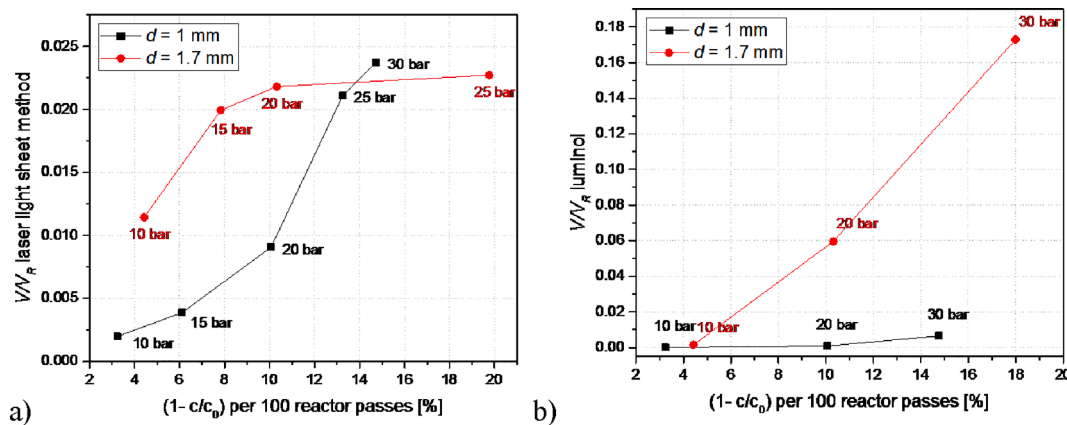 d = 1 mm
d = 1.7 mm
0.025
0.020
0.015
0.010
0.005
0.000
V/V_R laser light sheet method
10 bar
15 bar
20 bar
25 bar
10 bar
15 bar
20 bar
25 bar
30 bar
2 4 6 8 10 12 14 16 18 20
(1- c/c₀) per 100 reactor passes [%]
a)
d = 1 mm
d = 1.7 mm
0.18
0.16
0.14
0.12
0.10
0.08
0.06
0.04
0.02
0.00
V/V_R luminol
10 bar
20 bar
30 bar
10 bar
20 bar
30 bar
2 4 6 8 10 12 14 16 18 20
(1- c/c₀) per 100 reactor passes [%]
b)